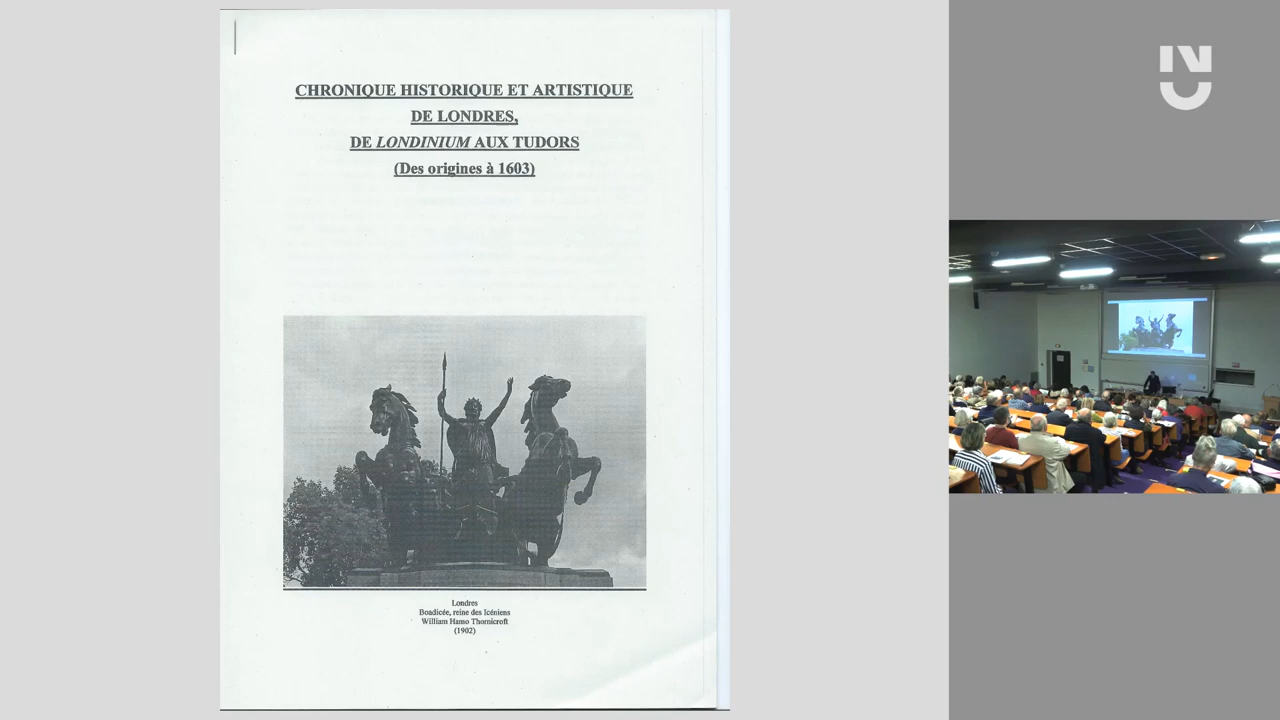 CHRONIQUE HISTORIQUE ET ARTISTIQUE
DE LONDRES,
DE LONDINIUM AUX TUDORS
(Des origines à 1603)
Londres
Boadicée, reine des Icéniens
William Hamo Thornicroft
(1902)